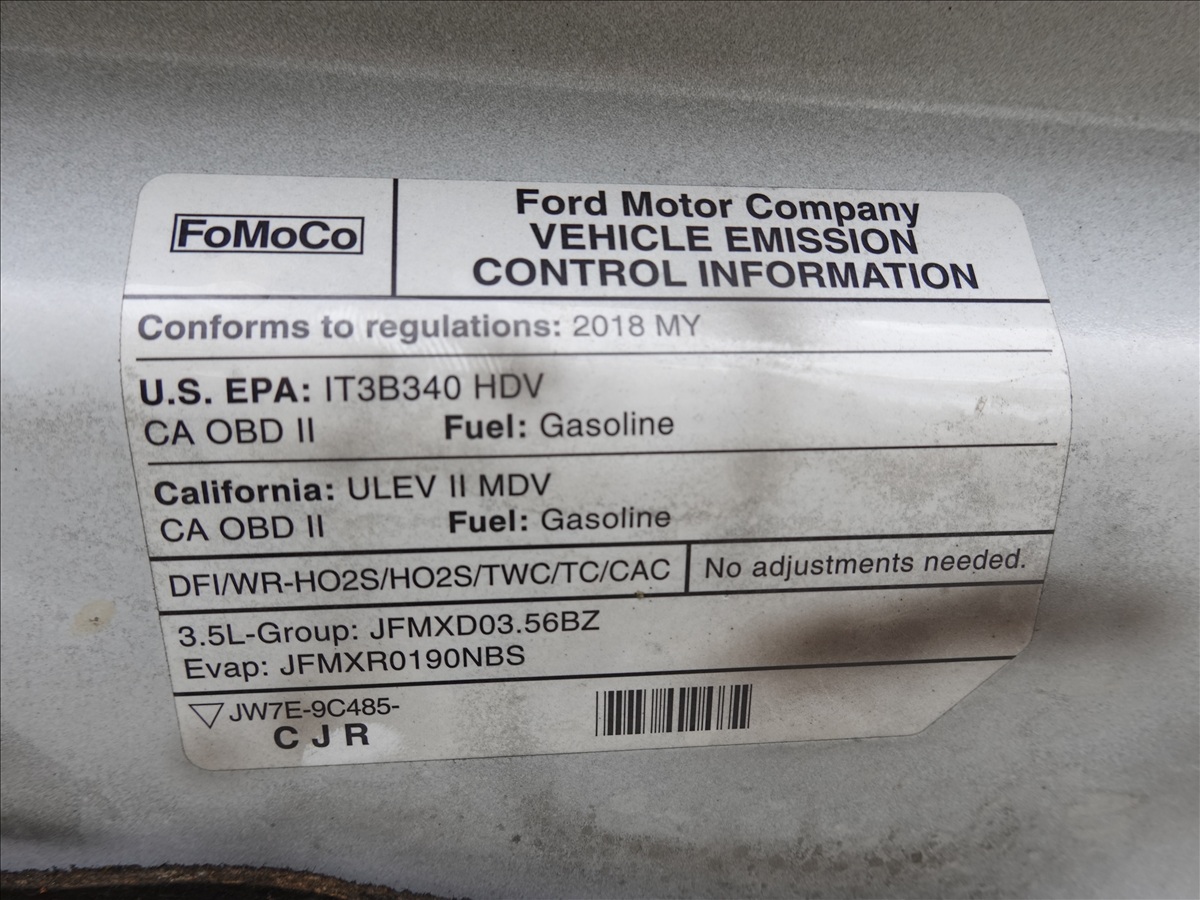 FoMoCo
Ford Motor Company
VEHICLE EMISSION
CONTROL INFORMATION
Conforms to regulations: 2018 MY
U.S. EPA: IT3B340 HDV
CA OBD II Fuel: Gasoline
California: ULEV II MDV
CA OBD II Fuel: Gasoline
DFI/WR-HO2S/HO2S/TWC/TC/CAC No adjustments needed.
3.5L-Group: JFMXD03.56BZ
Evap: JFMXR0190NBS
JW7E-9C485-
C J R